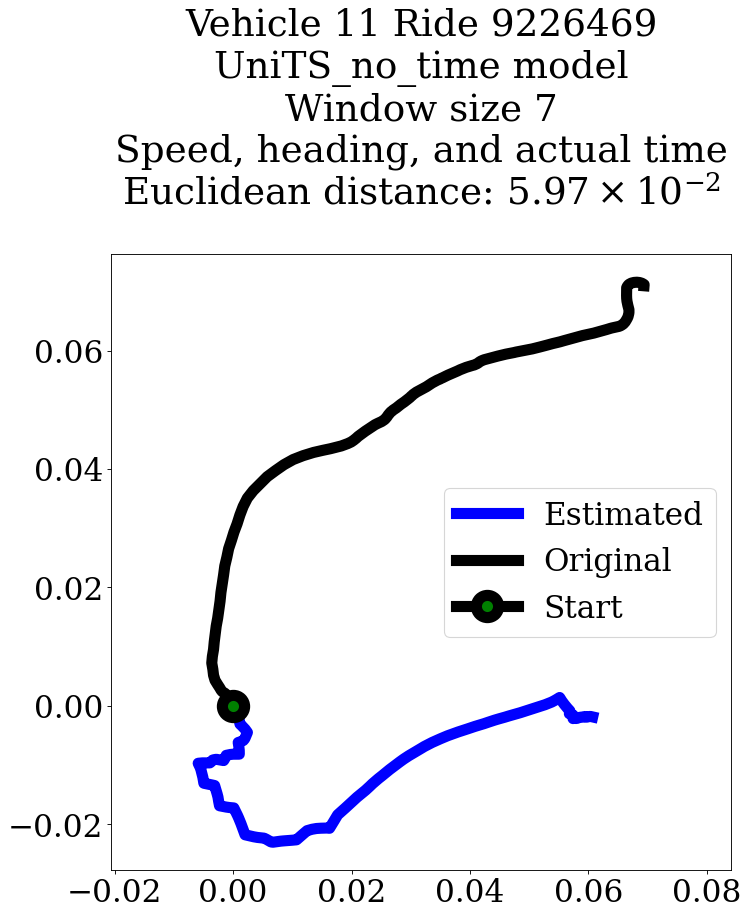 Vehicle 11 Ride 9226469
UniTS_no_time model
Window size 7
Speed, heading, and actual time
Euclidean distance: 5.97 × 10⁻²
0.06
0.04
0.02
0.00
−0.02
Estimated
Original
Start
−0.02 0.00 0.02 0.04 0.06 0.08